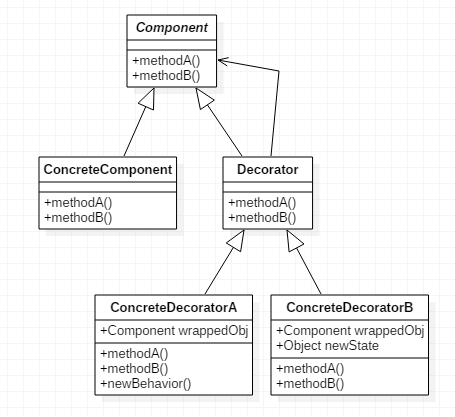 Component
+methodA()
+methodB()
ConcreteComponent
+methodA()
+methodB()
Decorator
+methodA()
+methodB()
ConcreteDecoratorA
+Component wrappedObj
+methodA()
+methodB()
+newBehavior()
ConcreteDecoratorB
+Component wrappedObj
+Object newState
+methodA()
+methodB()